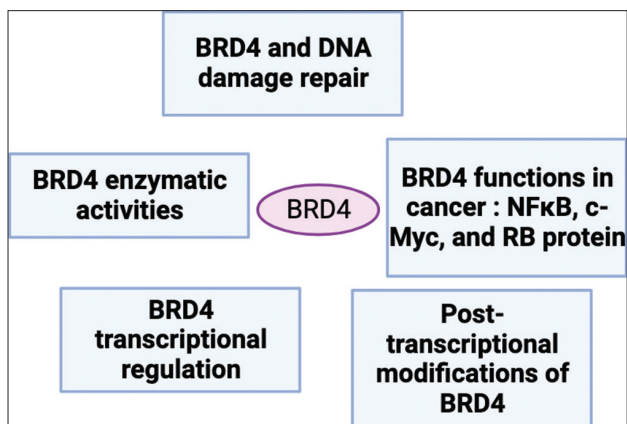 BRD4 and DNA
damage repair
BRD4 enzymatic
activities
BRD4
BRD4 functions in
cancer : NFκB, c-
Myc, and RB protein
BRD4
transcriptional
regulation
Post-
transcriptional
modifications of
BRD4